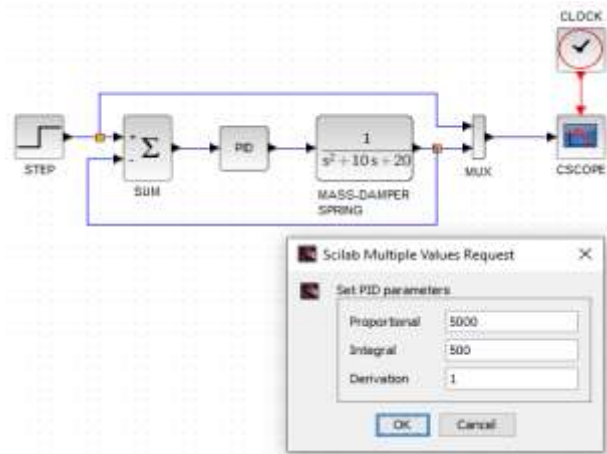 CLOCK
STEP
+
-
Σ
SUM
PID
1
s²+10s+20
MASS-DAMPER
SPRING
MUX
CSCOPE
Scilab Multiple Values Request
Set PID parameters
Proportional 5000
Integral 500
Derivation 1
OK Cancel